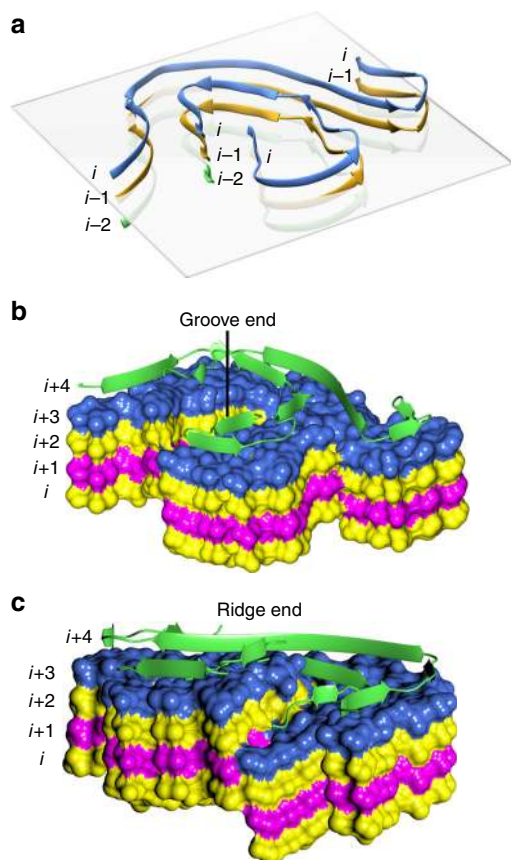 a
i
i–1
i
i
i–1
i–1
i–2
i–2
b
Groove end
i+4
i+3
i+2
i+1
i
c
Ridge end
i+4
i+3
i+2
i+1
i